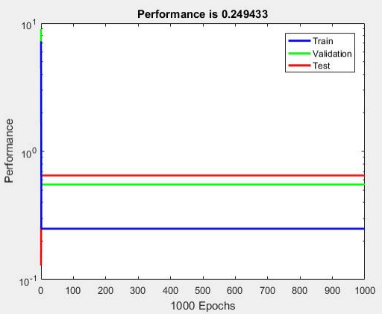 Performance is 0.249433
10^1
Train
Validation
Test
10^0
Performance
10^-1
0 100 200 300 400 500 600 700 800 900 1000
1000 Epochs